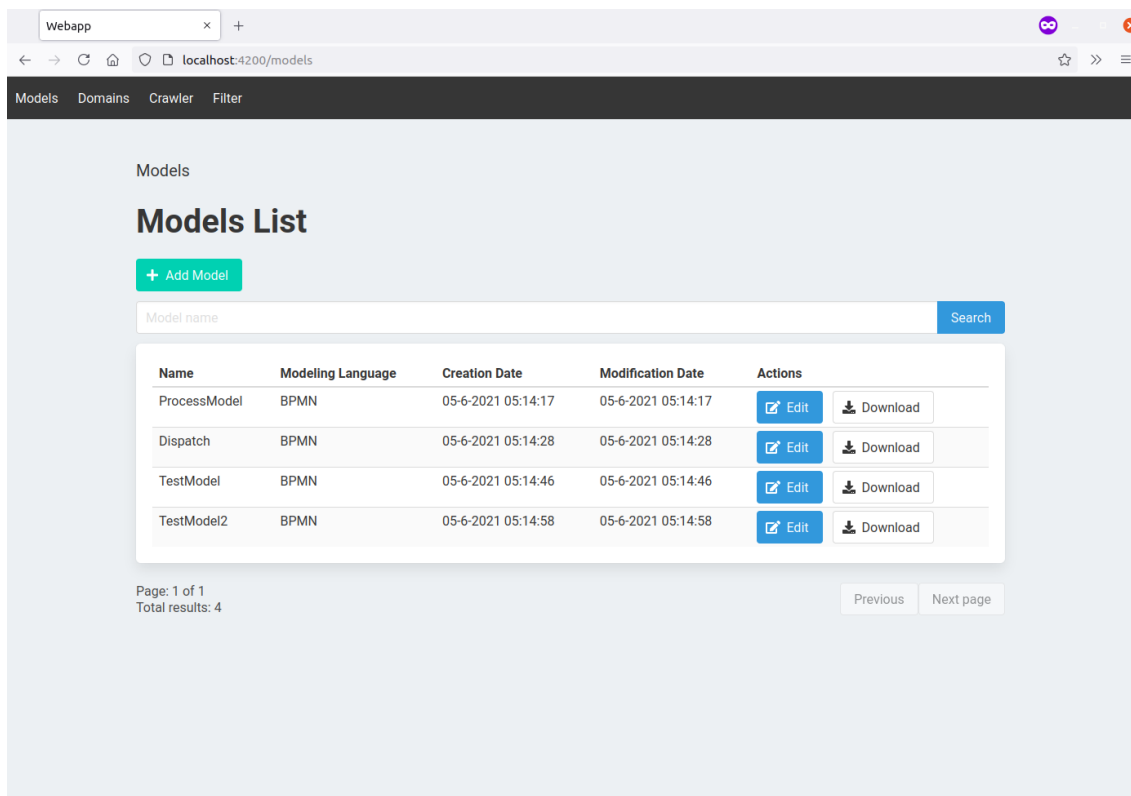 Webapp
localhost:4200/models
Models Domains Crawler Filter
Models
Models List
Add Model
Model name Search
Name Modeling Language Creation Date Modification Date Actions
ProcessModel BPMN 05-6-2021 05:14:17 05-6-2021 05:14:17 Edit Download
Dispatch BPMN 05-6-2021 05:14:28 05-6-2021 05:14:28 Edit Download
TestModel BPMN 05-6-2021 05:14:46 05-6-2021 05:14:46 Edit Download
TestModel2 BPMN 05-6-2021 05:14:58 05-6-2021 05:14:58 Edit Download
Page: 1 of 1
Total results: 4
Previous Next page